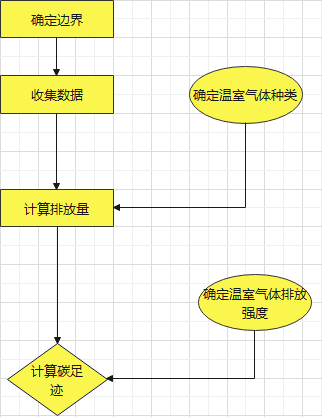 确定边界
收集数据
确定温室气体种类
计算排放量
确定温室气体排放
强度
计算碳足
迹